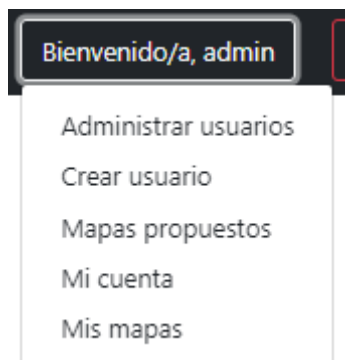 Bienvenido/a, admin
Administrar usuarios
Crear usuario
Mapas propuestos
Mi cuenta
Mis mapas